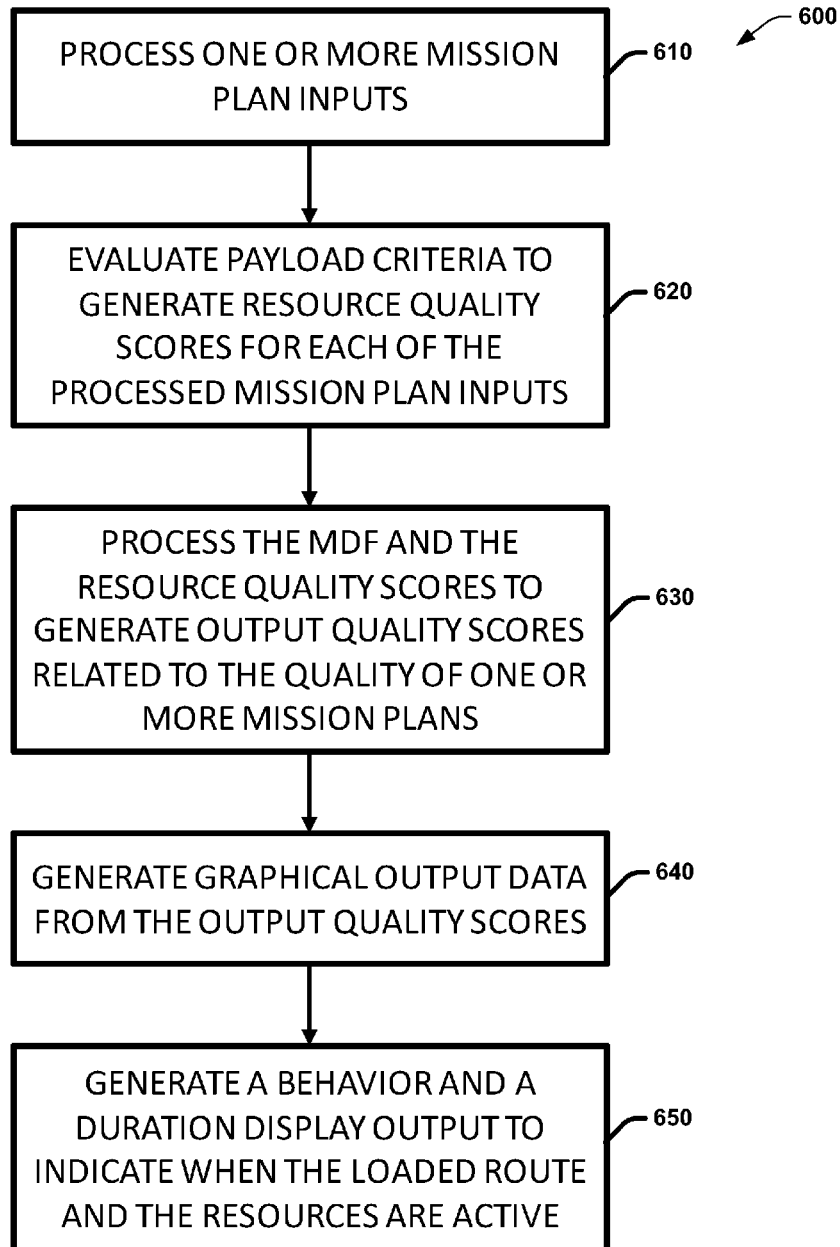 600
PROCESS ONE OR MORE MISSION
PLAN INPUTS
610
EVALUATE PAYLOAD CRITERIA TO
GENERATE RESOURCE QUALITY
SCORES FOR EACH OF THE
PROCESSED MISSION PLAN INPUTS
620
PROCESS THE MDF AND THE
RESOURCE QUALITY SCORES TO
GENERATE OUTPUT QUALITY SCORES
RELATED TO THE QUALITY OF ONE OR
MORE MISSION PLANS
630
GENERATE GRAPHICAL OUTPUT DATA
FROM THE OUTPUT QUALITY SCORES
640
GENERATE A BEHAVIOR AND A
DURATION DISPLAY OUTPUT TO
INDICATE WHEN THE LOADED ROUTE
AND THE RESOURCES ARE ACTIVE
650